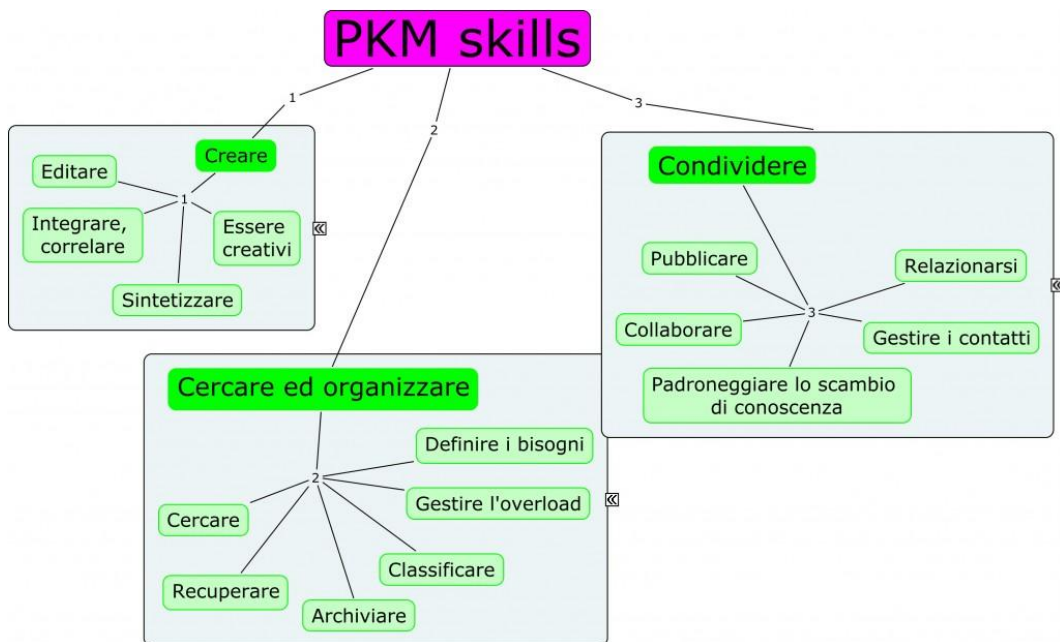 PKM skills
1
2
3
Creare
Editare
1
Integrare,
correlare
Essere
creativi
Sintetizzare
Condividere
Pubblicare
Relazionarsi
3
Collaborare
Gestire i contatti
Padroneggiare lo scambio
di conoscenza
Cercare ed organizzare
Definire i bisogni
2
Gestire l'overload
Cercare
Classificare
Recuperare
Archiviare